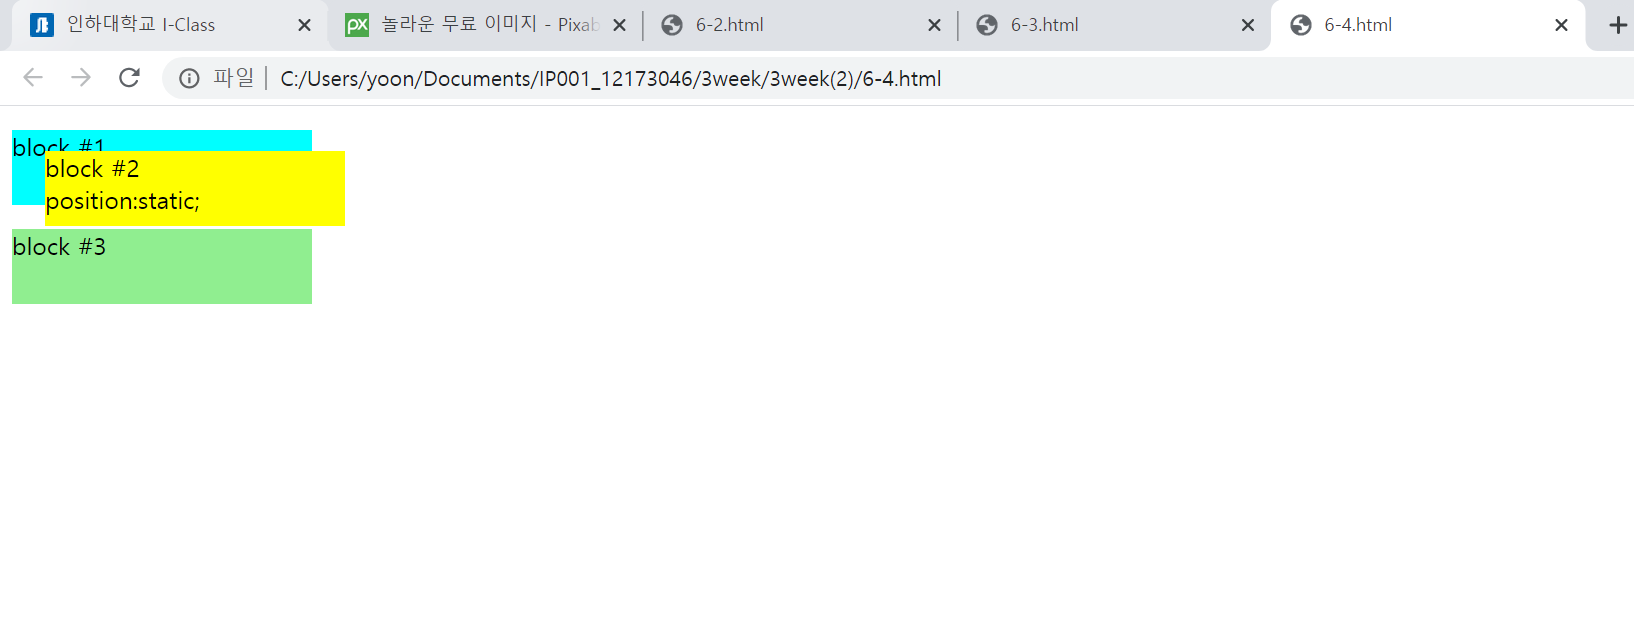 인하대학교 I-Class
놀라운 무료 이미지 - Pixab
6-2.html
6-3.html
6-4.html
파일
C:/Users/yoon/Documents/IP001_12173046/3week/3week(2)/6-4.html
block #1
block #2
position:static;
block #3